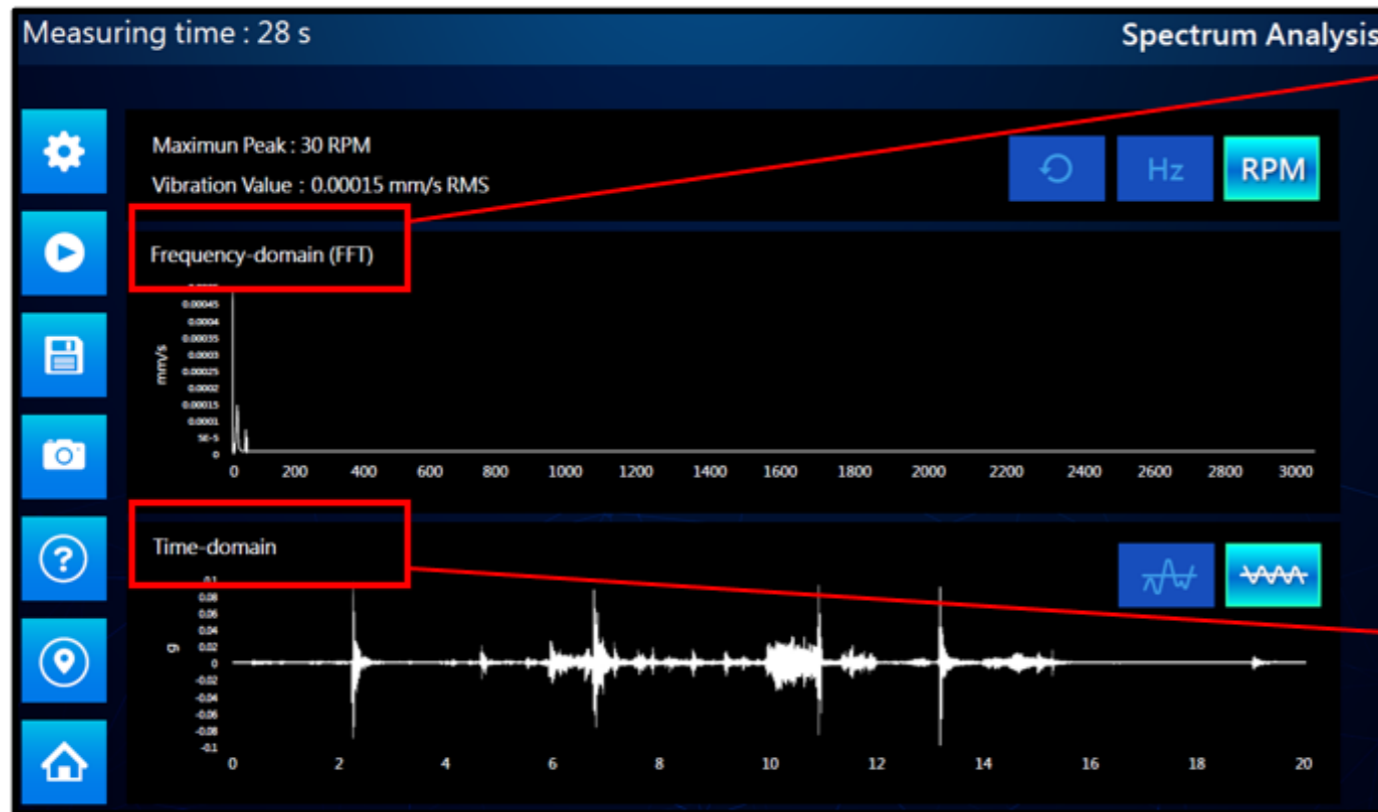 Measuring time : 28 s
Spectrum Analysis
Maximun Peak : 30 RPM
Vibration Value : 0.00015 mm/s RMS
Hz
RPM
Frequency-domain (FFT)
0.00045
0.0004
0.00035
0.0003
0.00025
0.0002
0.00015
0.0001
5E-5
0
mm/s
0 200 400 600 800 1000 1200 1400 1600 1800 2000 2200 2400 2600 2800 3000
Time-domain
0.1
0.08
0.06
0.04
0.02
0
-0.02
-0.04
-0.06
-0.08
-0.1
g
0 2 4 6 8 10 12 14 16 18 20
?